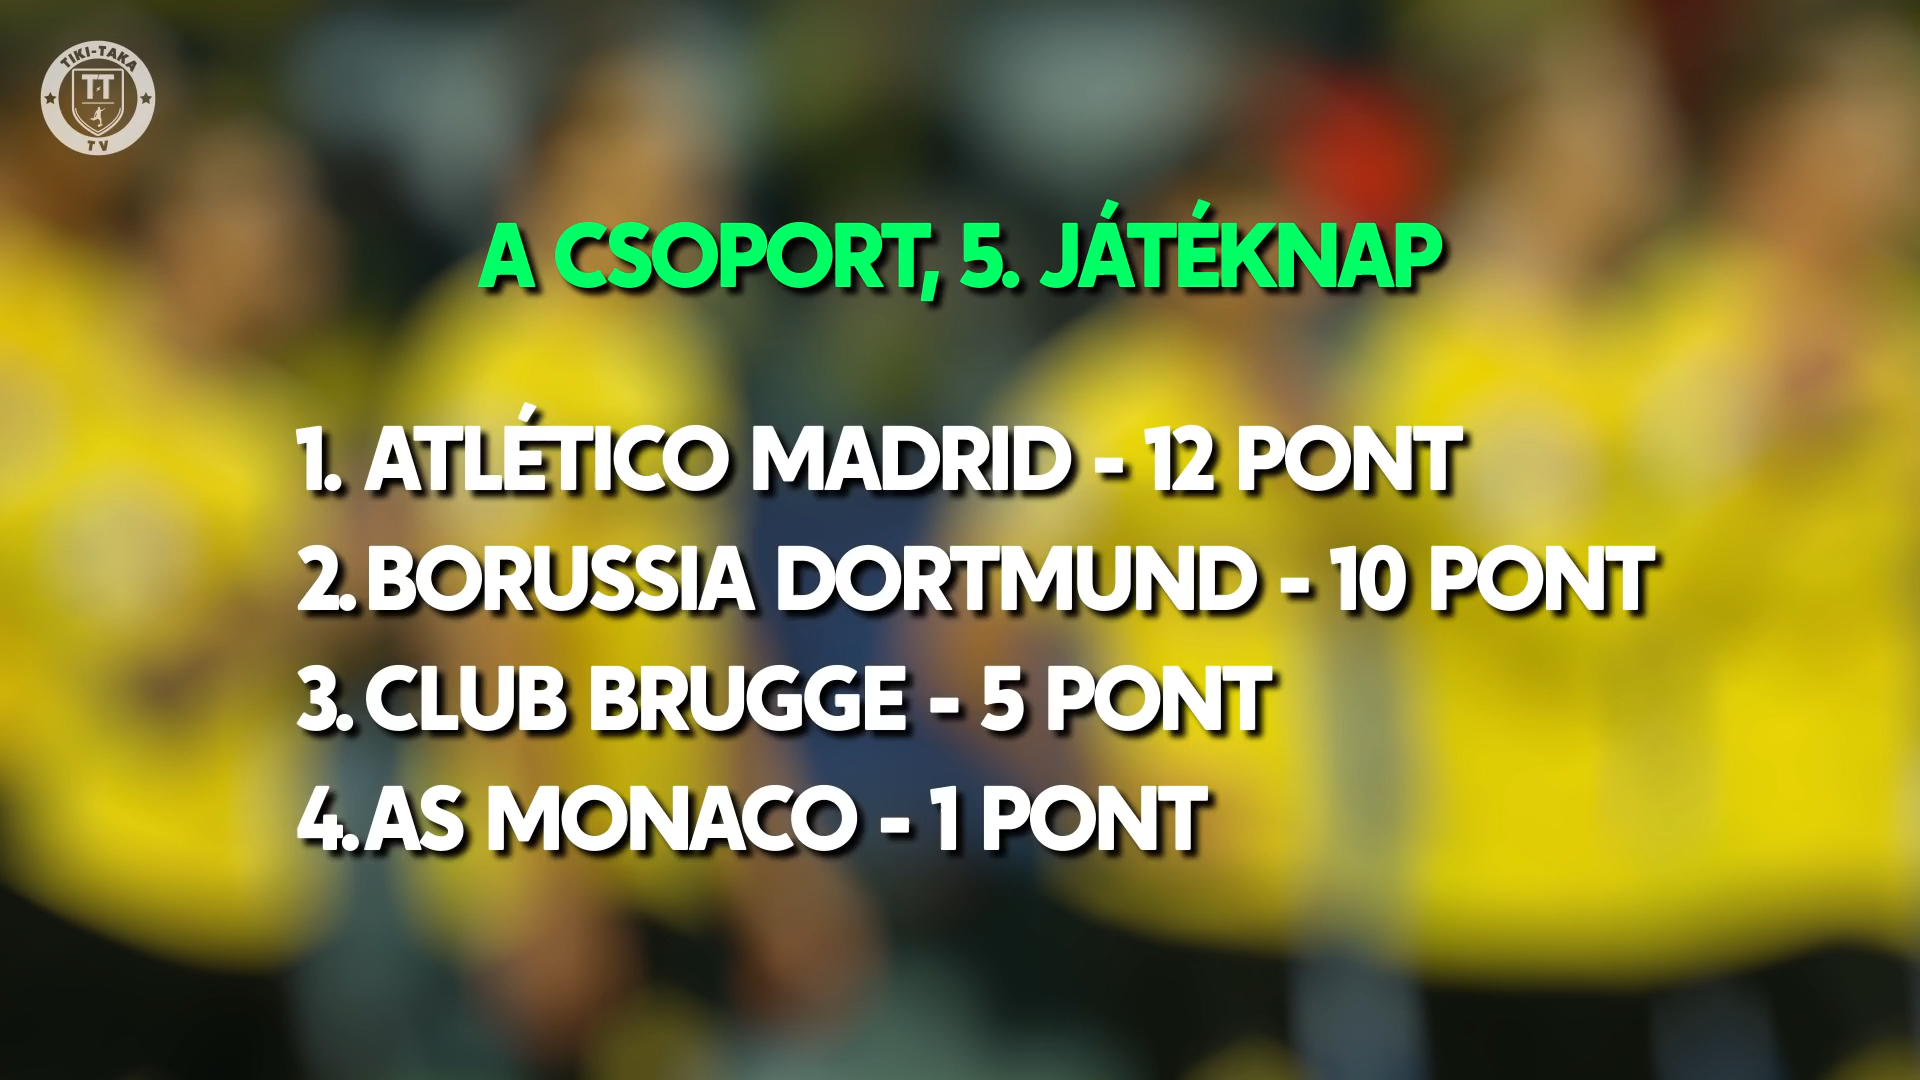 TIKI-TAKA
TT
TV
A CSOPORT, 5. JÁTÉKNAP
1. ATLÉTICO MADRID - 12 PONT
2. BORUSSIA DORTMUND - 10 PONT
3. CLUB BRUGGE - 5 PONT
4. AS MONACO - 1 PONT